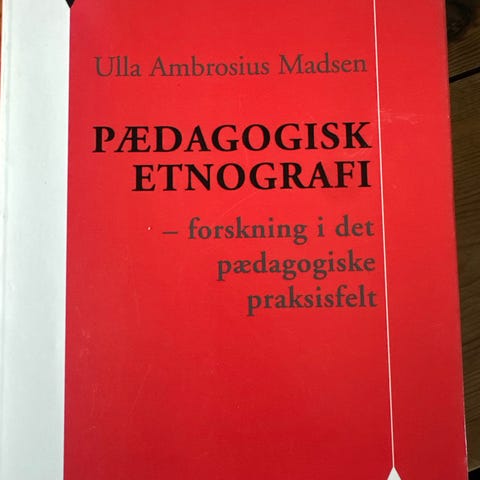 Ulla Ambrosius Madsen
PÆDAGOGISK
ETNOGRAFI
– forskning i det
pædagogiske
praksisfelt